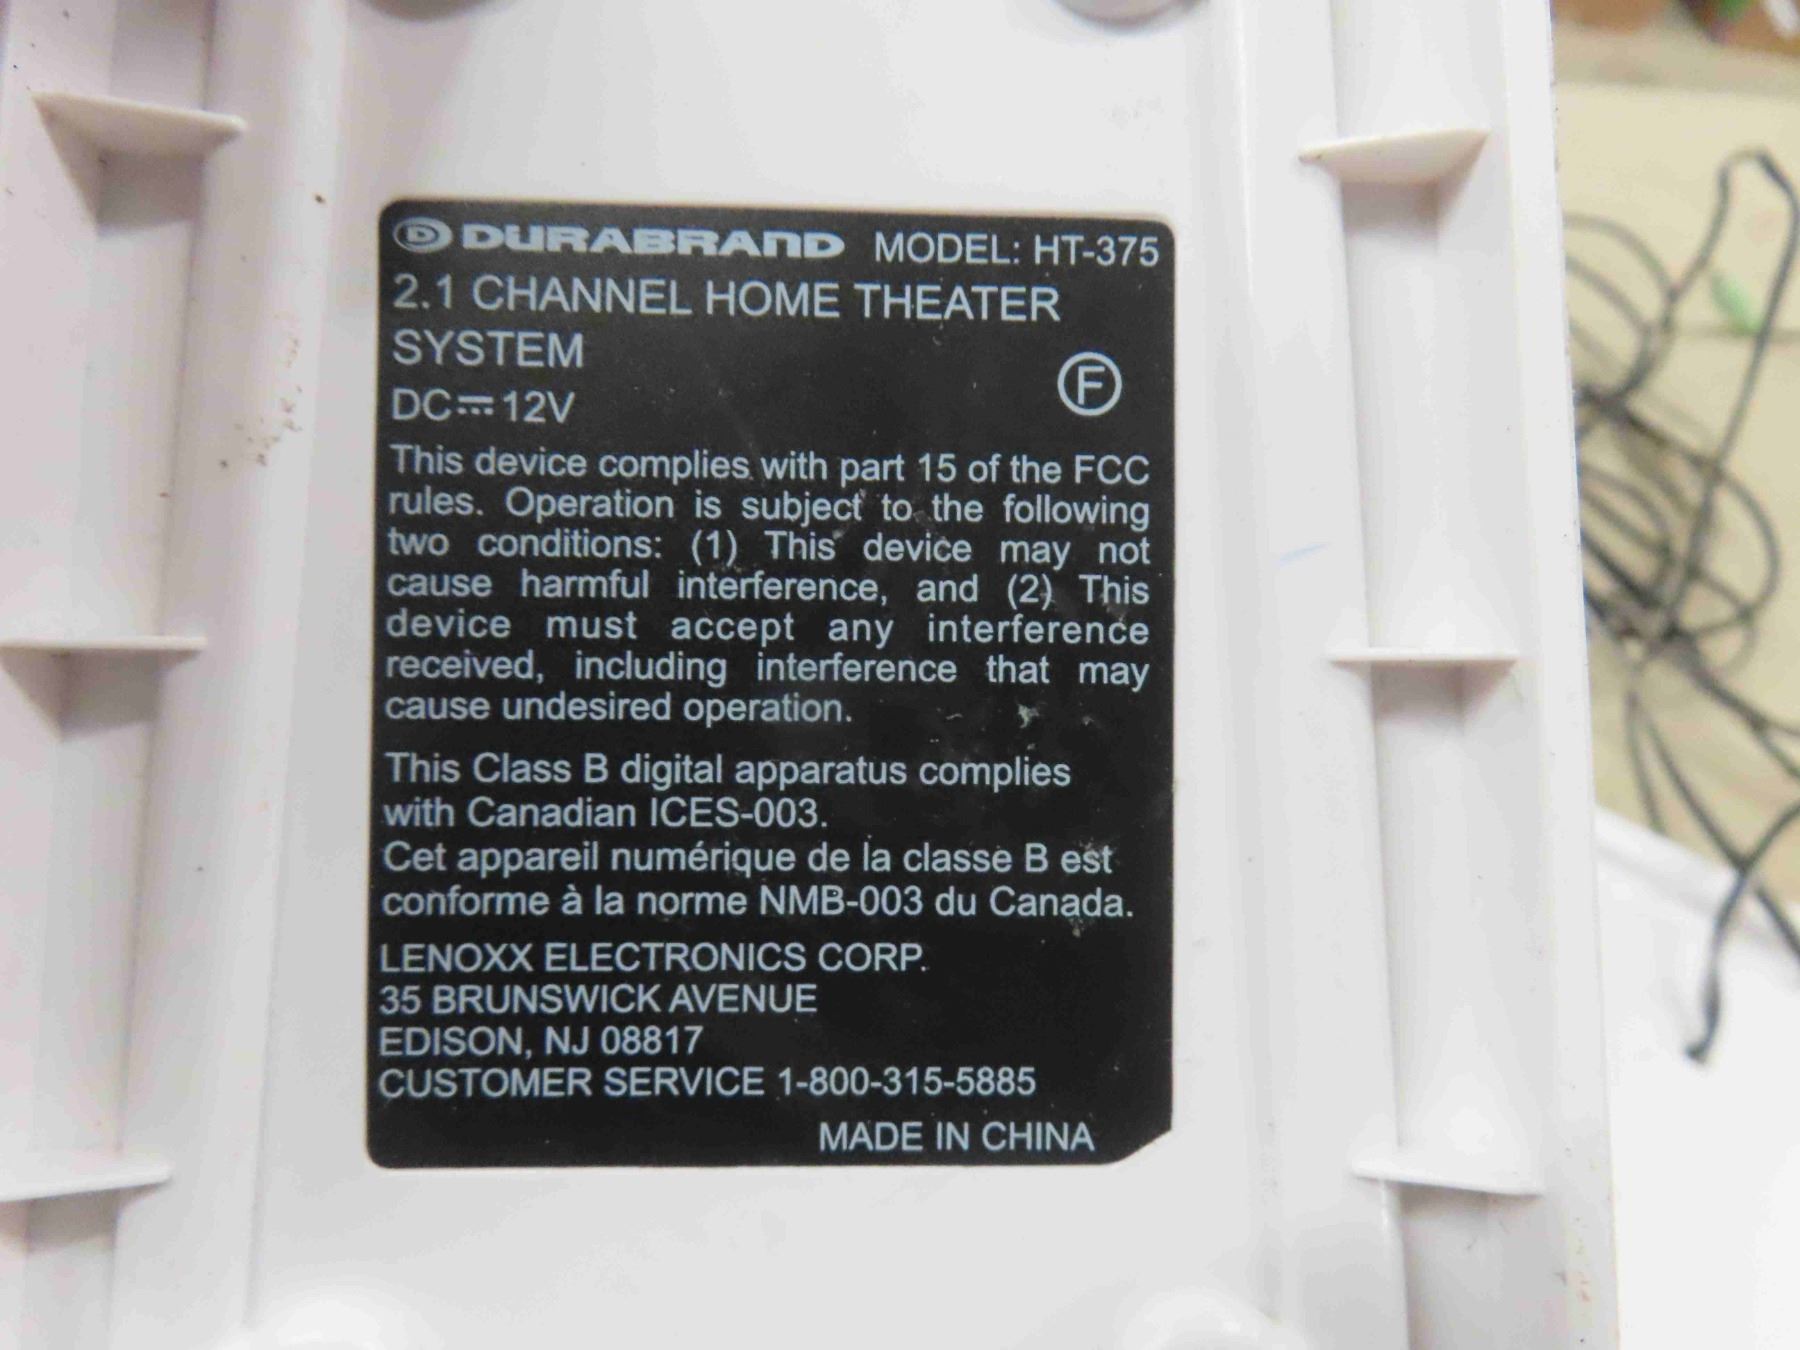 D DURABRAND MODEL: HT-375
2.1 CHANNEL HOME THEATER
SYSTEM
F
DC⎓12V
This device complies with part 15 of the FCC
rules. Operation is subject to the following
two conditions: (1) This device may not
cause harmful interference, and (2) This
device must accept any interference
received, including interference that may
cause undesired operation.
This Class B digital apparatus complies
with Canadian ICES-003.
Cet appareil numérique de la classe B est
conforme à la norme NMB-003 du Canada.
LENOXX ELECTRONICS CORP.
35 BRUNSWICK AVENUE
EDISON, NJ 08817
CUSTOMER SERVICE 1-800-315-5885
MADE IN CHINA